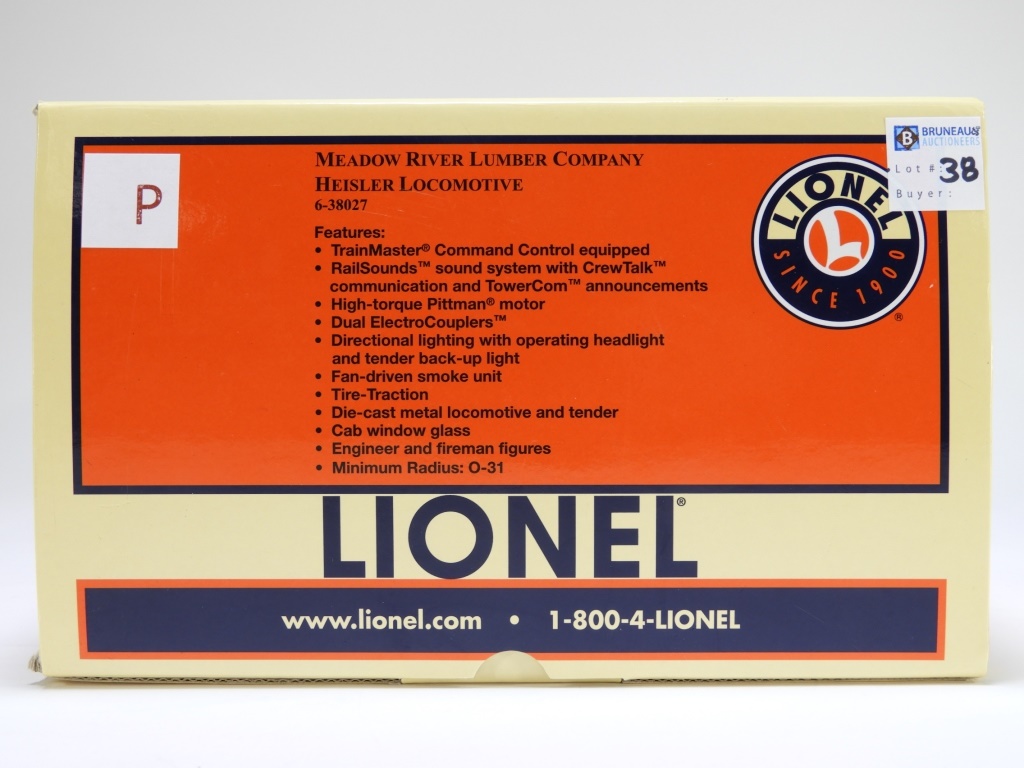 P
MEADOW RIVER LUMBER COMPANY
HEISLER LOCOMOTIVE
6-38027
Features:
• TrainMaster® Command Control equipped
• RailSounds™ sound system with CrewTalk™
communication and TowerCom™ announcements
• High-torque Pittman® motor
• Dual ElectroCouplers™
• Directional lighting with operating headlight
and tender back-up light
• Fan-driven smoke unit
• Tire-Traction
• Die-cast metal locomotive and tender
• Cab window glass
• Engineer and fireman figures
• Minimum Radius: O-31
B BRUNEAU &
AUCTIONEERS
Lot #: 38
Buyer:
LIONEL
L
SINCE 1900
®
LIONEL®
www.lionel.com • 1-800-4-LIONEL